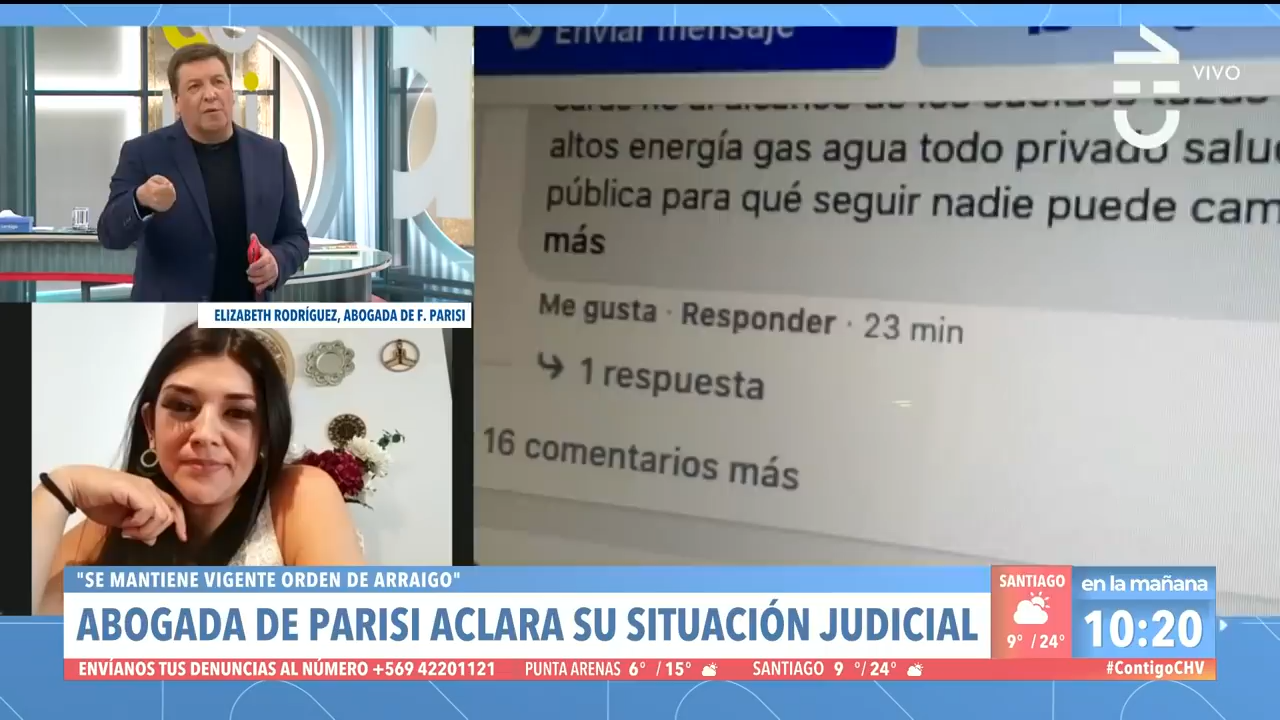 Enviar mensaje
VIVO
altos energía gas agua todo privado
pública para qué seguir nadie puede
más
Me gusta · Responder · 23 min
1 respuesta
16 comentarios más
ELIZABETH RODRÍGUEZ, ABOGADA DE F. PARISI
"SE MANTIENE VIGENTE ORDEN DE ARRAIGO"
ABOGADA DE PARISI ACLARA SU SITUACIÓN JUDICIAL
SANTIAGO
9° / 24°
en la mañana
10:20
ENVÍANOS TUS DENUNCIAS AL NÚMERO +569 42201121 PUNTA ARENAS 6° / 15° SANTIAGO 9 °/ 24°
#ContigoCHV